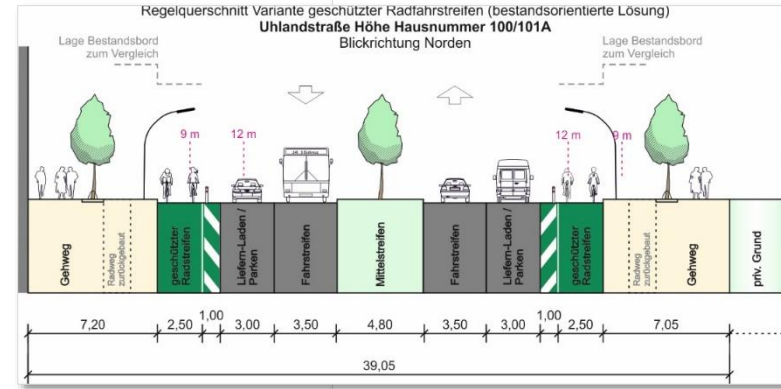 Regelquerschnitt Variante geschützter Radfahrstreifen (bestandsorientierte Lösung)
Uhlandstraße Höhe Hausnummer 100/101A
Blickrichtung Norden
Lage Bestandsbord
zum Vergleich
Lage Bestandsbord
zum Vergleich
9 m
12 m
12 m
9 m
Gehweg
Radweg
zurückgebaut
geschützter
Radstreifen
Liefern-Laden /
Parken
Fahrstreifen
Mittelstreifen
Fahrstreifen
Liefern-Laden /
Parken
geschützter
Radstreifen
Radweg
zurückgebaut
Gehweg
priv. Grund
7,20
2,50
1,00
3,00
3,50
4,80
3,50
3,00
1,00
2,50
7,05
39,05